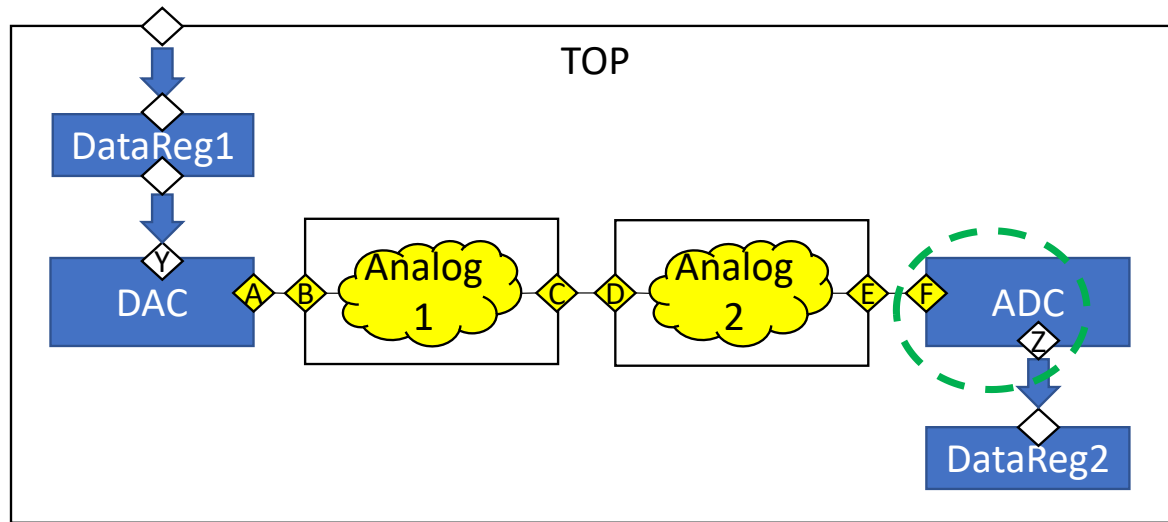 TOP
DataReg1
Y
DAC
A
B
Analog
1
C
D
Analog
2
E
F
ADC
Z
DataReg2